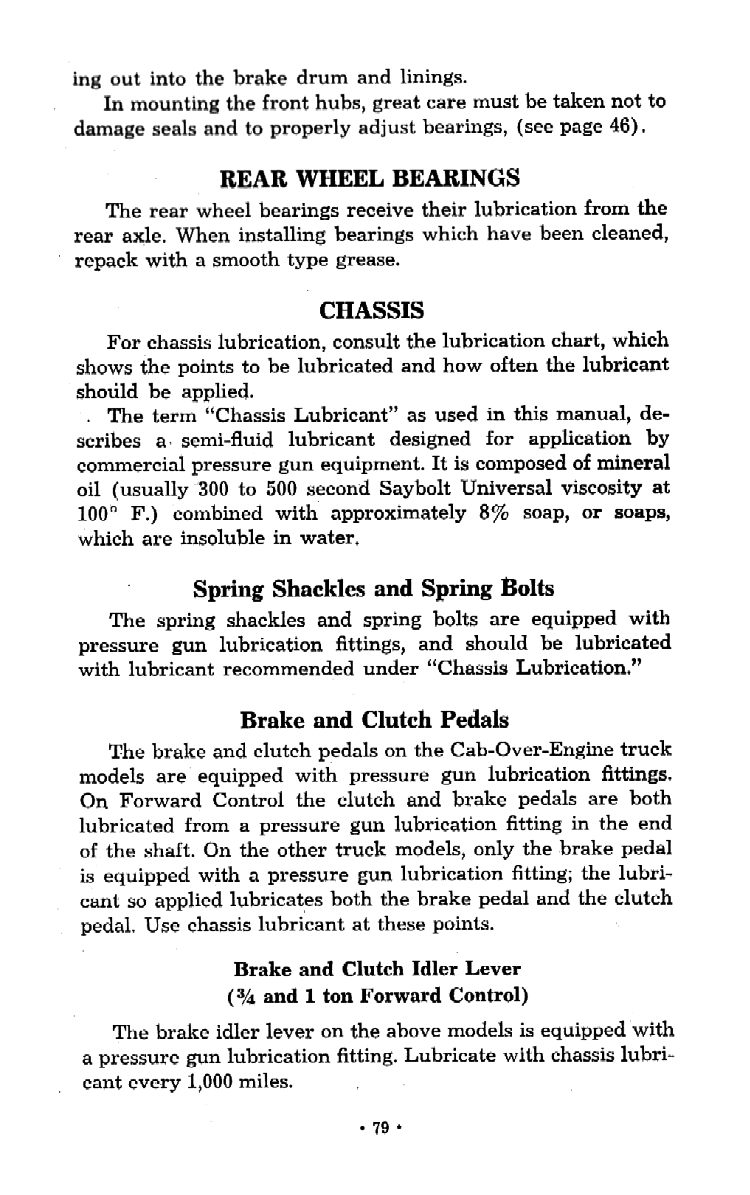 ing out into the brake drum and linings.
In mounting the front hubs, great care must be taken not to
damage seals and to properly adjust bearings, (see page 46).
REAR WHEEL BEARINGS
The rear wheel bearings receive their lubrication from the
rear axle. When installing bearings which have been cleaned,
repack with a smooth type grease.
CHASSIS
For chassis lubrication, consult the lubrication chart, which
shows the points to be lubricated and how often the lubricant
should be applied.
The term “Chassis Lubricant” as used in this manual, de-
scribes a semi-fluid lubricant designed for application by
commercial pressure gun equipment. It is composed of mineral
oil (usually 300 to 500 second Saybolt Universal viscosity at
100° F.) combined with approximately 8% soap, or soaps,
which are insoluble in water.
Spring Shackles and Spring Bolts
The spring shackles and spring bolts are equipped with
pressure gun lubrication fittings, and should be lubricated
with lubricant recommended under “Chassis Lubrication.”
Brake and Clutch Pedals
The brake and clutch pedals on the Cab-Over-Engine truck
models are equipped with pressure gun lubrication fittings.
On Forward Control the clutch and brake pedals are both
lubricated from a pressure gun lubrication fitting in the end
of the shaft. On the other truck models, only the brake pedal
is equipped with a pressure gun lubrication fitting; the lubri-
cant so applied lubricates both the brake pedal and the clutch
pedal. Use chassis lubricant at these points.
Brake and Clutch Idler Lever
(¾ and 1 ton Forward Control)
The brake idler lever on the above models is equipped with
a pressure gun lubrication fitting. Lubricate with chassis lubri-
cant every 1,000 miles.
• 79 •